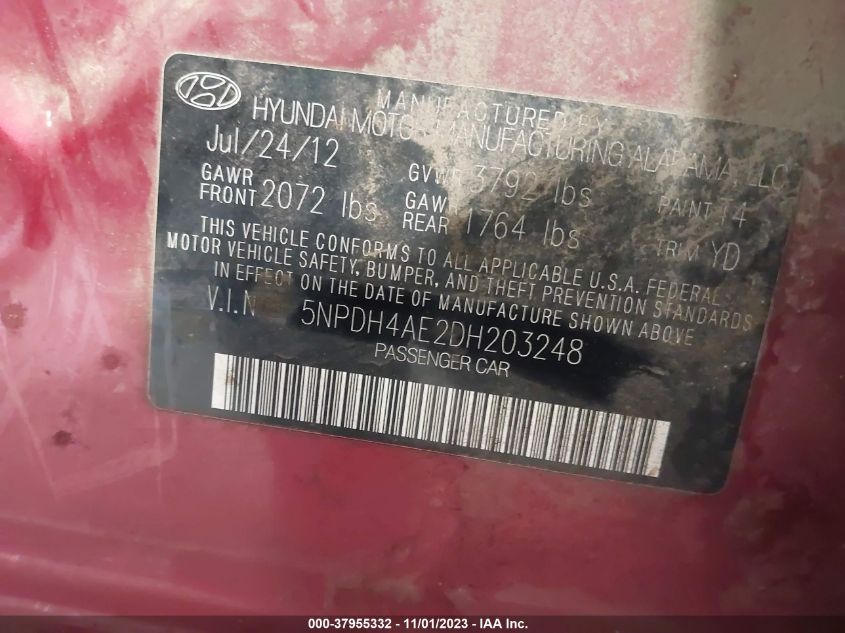 MANUFACTURED BY
HYUNDAI MOTOR MANUFACTURING ALABAMA, LLC
Jul/24/12
GAWR FRONT 2072 lbs GVWR 3792 lbs PAINT T4
GAWR REAR 1764 lbs TRIM YD
THIS VEHICLE CONFORMS TO ALL APPLICABLE U.S.A. FEDERAL
MOTOR VEHICLE SAFETY, BUMPER, AND THEFT PREVENTION STANDARDS
IN EFFECT ON THE DATE OF MANUFACTURE SHOWN ABOVE
V.I.N 5NPDH4AE2DH203248
PASSENGER CAR
000-37955332 - 11/01/2023 - IAA Inc.